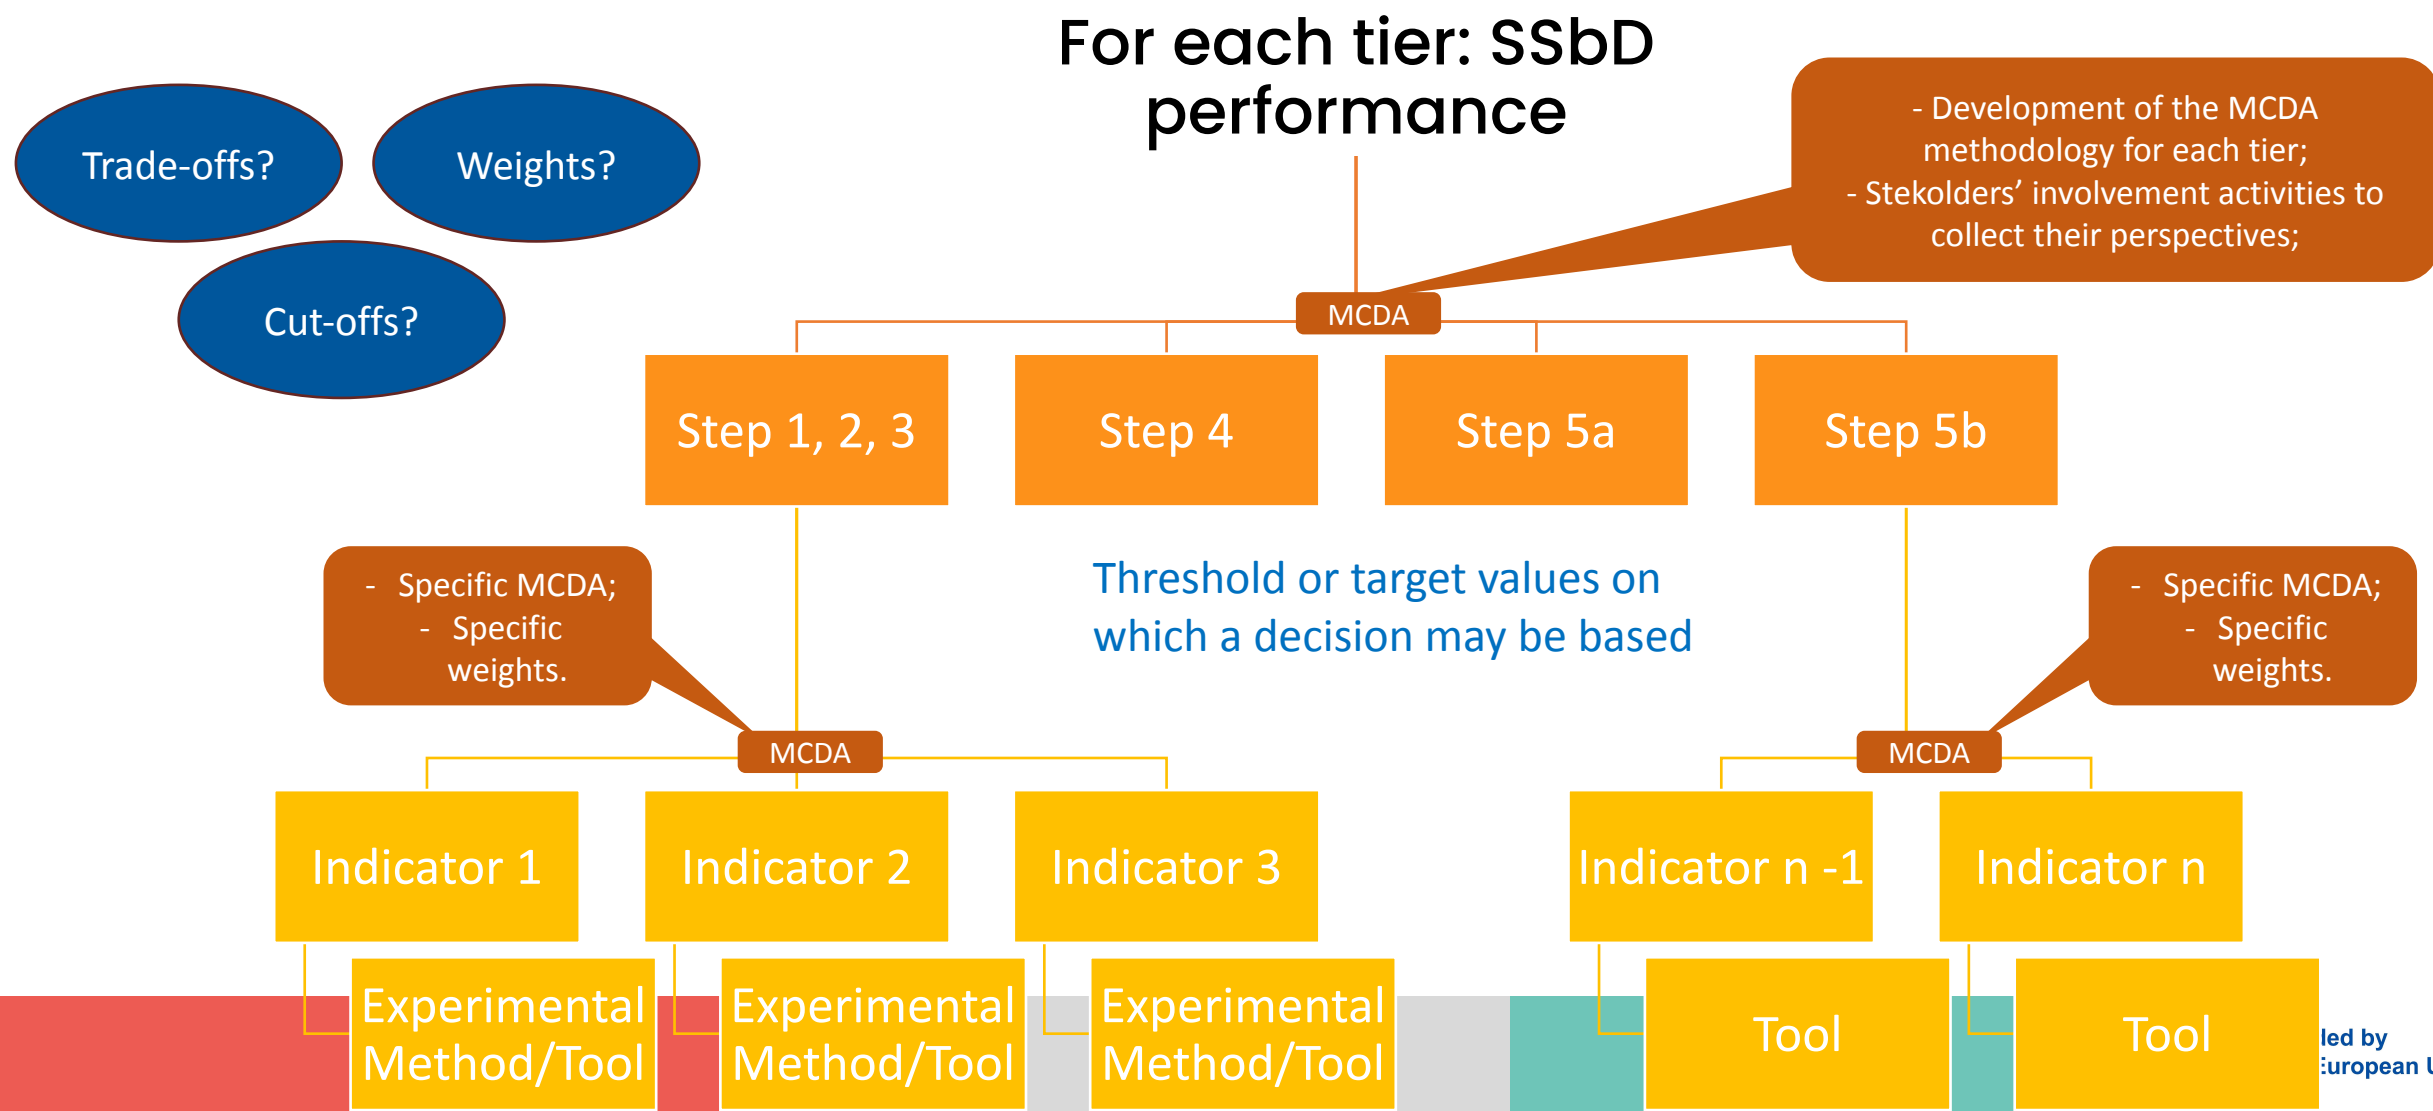 For each tier: SSbD
performance
Trade-offs?
Weights?
Cut-offs?
- Development of the MCDA
methodology for each tier;
- Stekolders’ involvement activities to
collect their perspectives;
MCDA
Step 1, 2, 3
Step 4
Step 5a
Step 5b
- Specific MCDA;
- Specific
weights.
Threshold or target values on
which a decision may be based
- Specific MCDA;
- Specific
weights.
MCDA
MCDA
Indicator 1
Indicator 2
Indicator 3
Indicator n -1
Indicator n
Experimental
Method/Tool
Experimental
Method/Tool
Experimental
Method/Tool
Tool
Tool
by
European